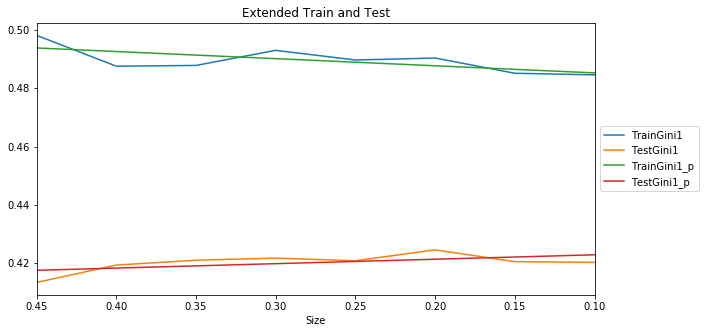 Extended Train and Test
0.50
0.48
0.46
0.44
0.42
0.45 0.40 0.35 0.30 0.25 0.20 0.15 0.10
Size
TrainGini1
TestGini1
TrainGini1_p
TestGini1_p